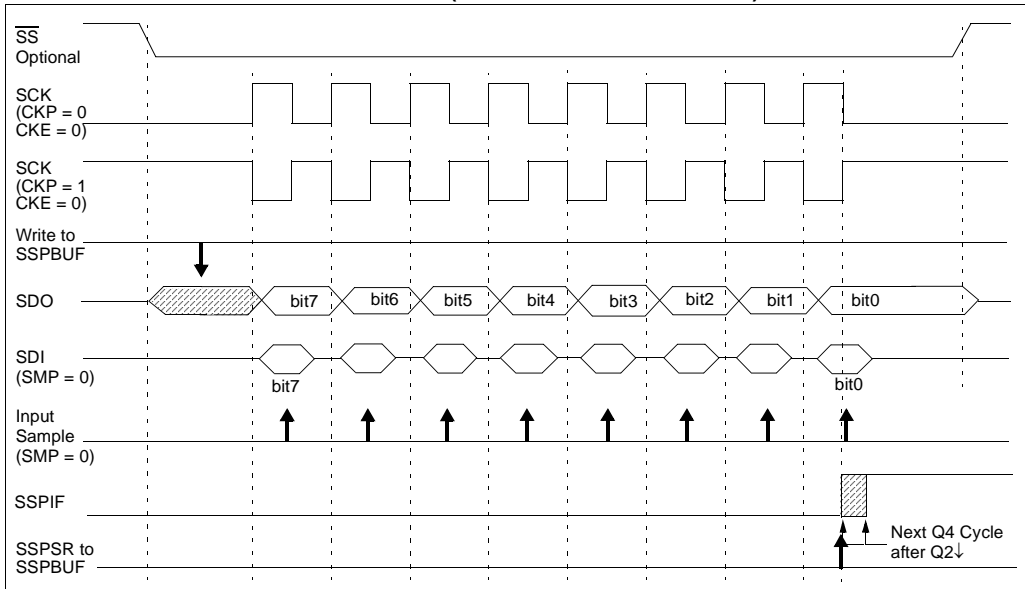 SS
Optional
SCK
(CKP = 0
CKE = 0)
SCK
(CKP = 1
CKE = 0)
Write to
SSPBUF
SDO
bit7 bit6 bit5 bit4 bit3 bit2 bit1 bit0
SDI
(SMP = 0)
bit7 bit0
Input
Sample
(SMP = 0)
SSPIF
Next Q4 Cycle
after Q2↓
SSPSR to
SSPBUF